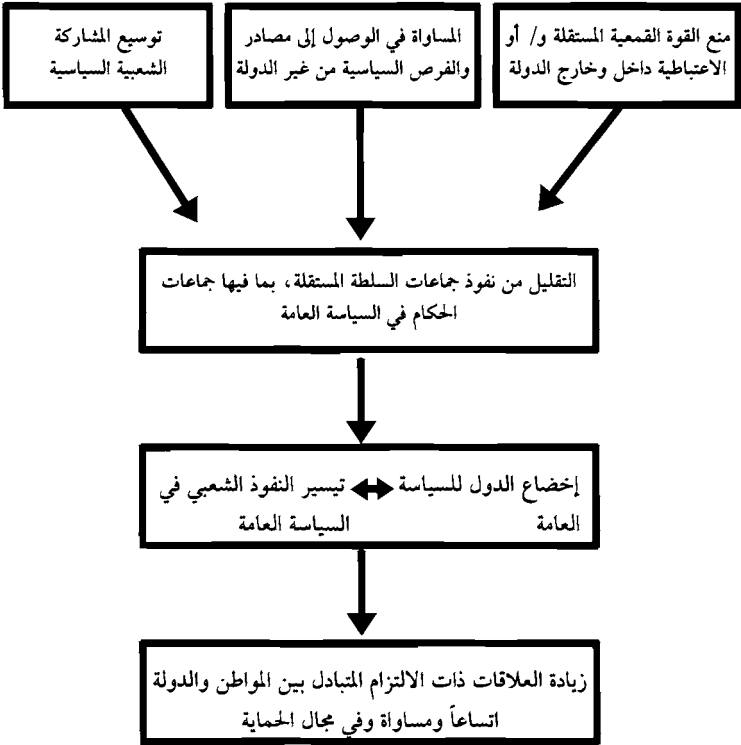 منع القوة القمعية المستقلة و/ أو
الاعتباطية داخل وخارج الدولة
المساواة في الوصول إلى مصادر
والفرص السياسية من غير الدولة
توسيع المشاركة
الشعبية السياسية
التقليل من نفوذ جماعات السلطة المستقلة، بما فيها جماعات
الحكام في السياسة العامة
إخضاع الدول للسياسة
العامة
تيسير النفوذ الشعبي في
السياسة العامة
زيادة العلاقات ذات الالتزام المتبادل بين المواطن والدولة
اتساعاً ومساواة وفي مجال الحماية